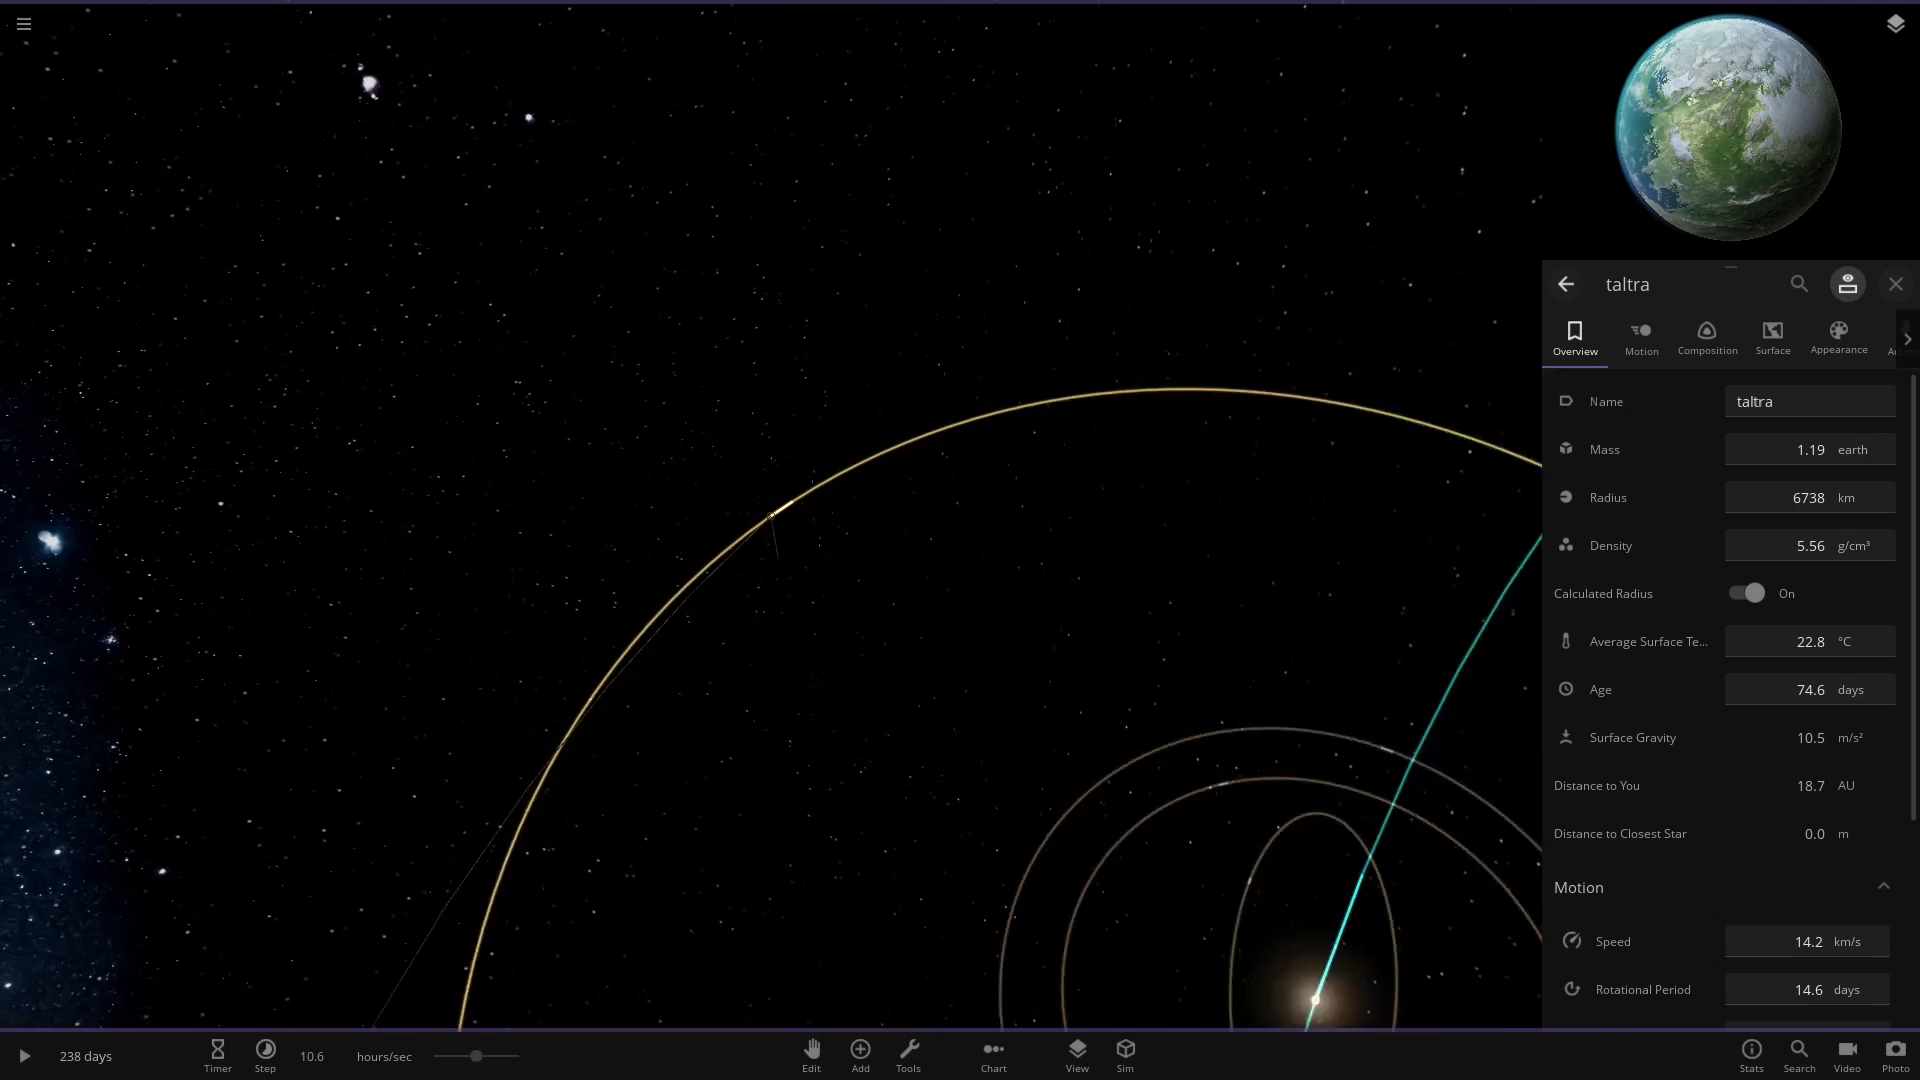 taltra
Overview
Motion
Composition
Surface
Appearance
Name taltra
Mass 1.19 earth
Radius 6738 km
Density 5.56 g/cm³
Calculated Radius On
Average Surface Te... 22.8 °C
Age 74.6 days
Surface Gravity 10.5 m/s²
Distance to You 18.7 AU
Distance to Closest Star 0.0 m
Motion
Speed 14.2 km/s
Rotational Period 14.6 days
238 days
Timer
Step
10.6 hours/sec
Edit
Add
Tools
Chart
View
Sim
Stats
Search
Video
Photo